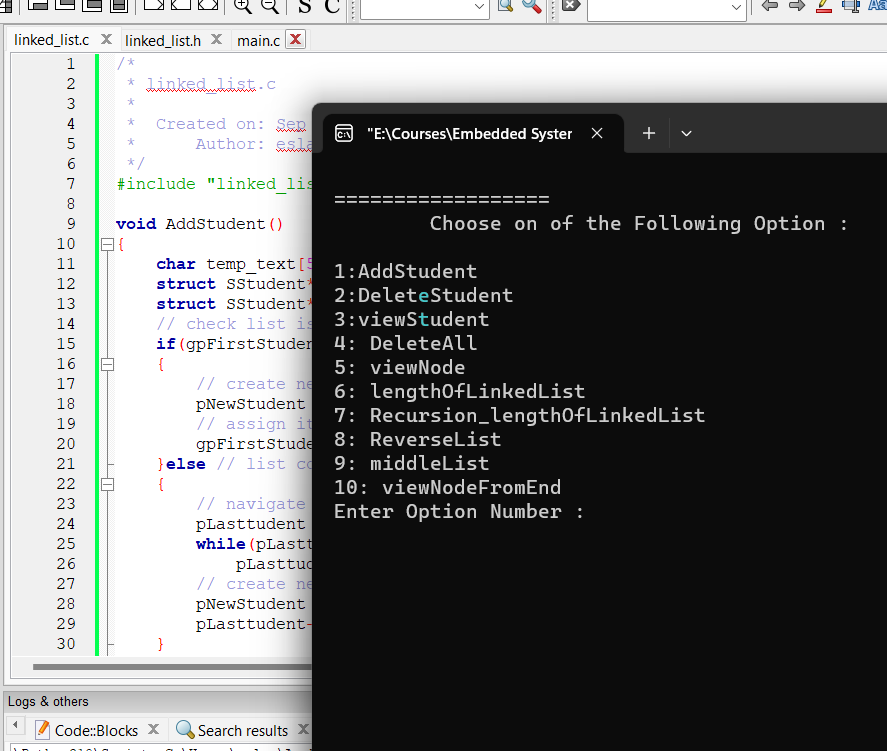 S C
linked_list.c
linked_list.h
main.c
1 /*
2 * linked_list.c
3 *
4 * Created on: Sep
5 * Author: esla
6 */
7 #include "linked_lis
8
9 void AddStudent()
10 {
11 char temp_text[5
12 struct SStudent*
13 struct SStudent*
14 // check list is
15 if(gpFirstStuden
16 {
17 // create ne
18 pNewStudent
19 // assign it
20 gpFirstStude
21 }else // list co
22 {
23 // navigate
24 pLasttudent
25 while(pLastt
26 pLasttud
27 // create ne
28 pNewStudent
29 pLasttudent-
30 }
"E:\Courses\Embedded Syster
==================
Choose on of the Following Option :
1:AddStudent
2:DeleteStudent
3:viewStudent
4: DeleteAll
5: viewNode
6: lengthOfLinkedList
7: Recursion_lengthOfLinkedList
8: ReverseList
9: middleList
10: viewNodeFromEnd
Enter Option Number :
Logs & others
Code::Blocks
Search results